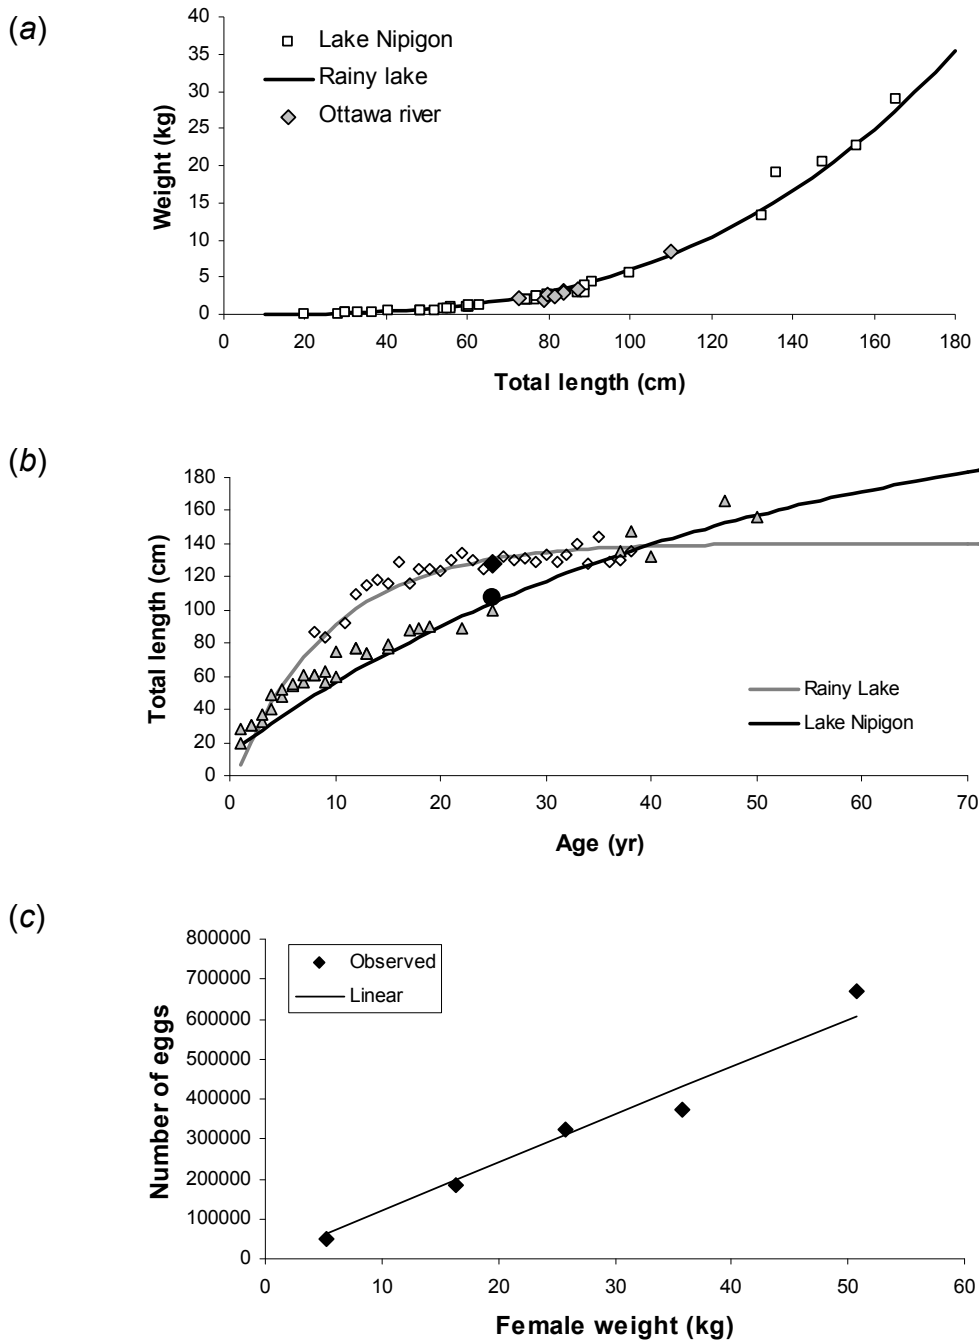 (a)
40
35
30
25
20
15
10
5
0
Weight (kg)
Lake Nipigon
Rainy lake
Ottawa river
0 20 40 60 80 100 120 140 160 180
Total length (cm)
(b)
180
160
140
120
100
80
60
40
20
0
Total length (cm)
Rainy Lake
Lake Nipigon
0 10 20 30 40 50 60 70
Age (yr)
(c)
800000
700000
600000
500000
400000
300000
200000
100000
0
Number of eggs
Observed
Linear
0 10 20 30 40 50 60
Female weight (kg)